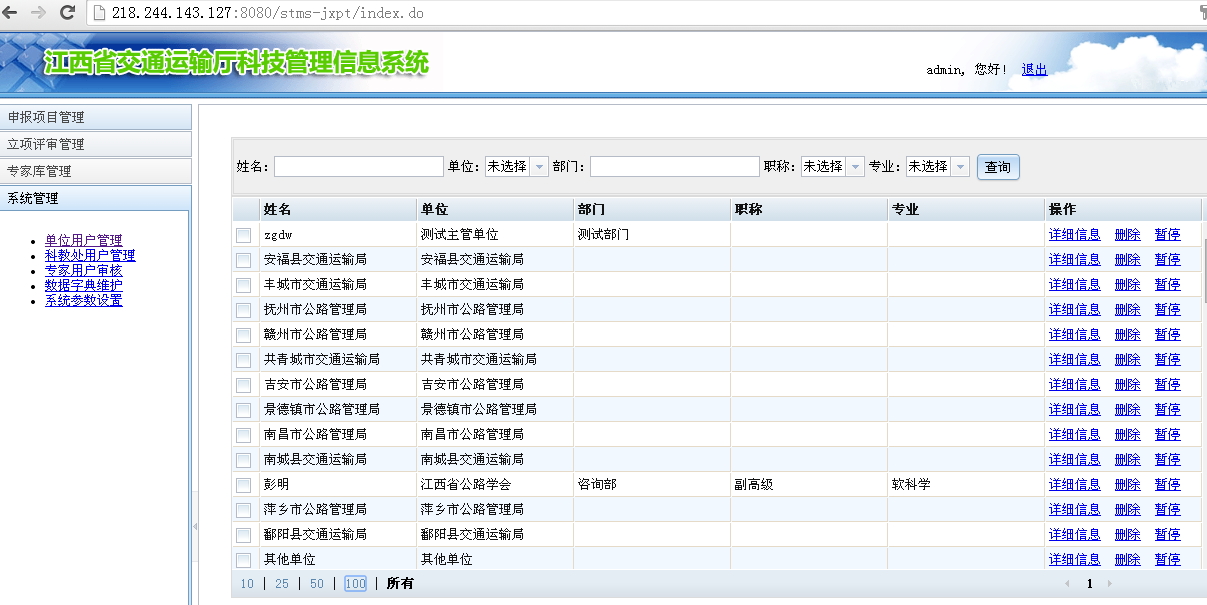 218.244.143.127:8080/stms-jxpt/index.do
江西省交通运输厅科技管理信息系统
admin, 您好! 退出
申报项目管理
立项评审管理
专家库管理
系统管理
单位用户管理
科教处用户管理
专家用户审核
数据字典维护
系统参数设置
姓名: 单位: 未选择 部门: 职称: 未选择 专业: 未选择 查询
姓名 单位 部门 职称 专业 操作
zgdw 测试主管单位 测试部门 详细信息 删除 暂停
安福县交通运输局 安福县交通运输局 详细信息 删除 暂停
丰城市交通运输局 丰城市交通运输局 详细信息 删除 暂停
抚州市公路管理局 抚州市公路管理局 详细信息 删除 暂停
赣州市公路管理局 赣州市公路管理局 详细信息 删除 暂停
共青城市交通运输局 共青城市交通运输局 详细信息 删除 暂停
吉安市公路管理局 吉安市公路管理局 详细信息 删除 暂停
景德镇市公路管理局 景德镇市公路管理局 详细信息 删除 暂停
南昌市公路管理局 南昌市公路管理局 详细信息 删除 暂停
南城县交通运输局 南城县交通运输局 详细信息 删除 暂停
彭明 江西省公路学会 咨询部 副高级 软科学 详细信息 删除 暂停
萍乡市公路管理局 萍乡市公路管理局 详细信息 删除 暂停
鄱阳县交通运输局 鄱阳县交通运输局 详细信息 删除 暂停
其他单位 其他单位 详细信息 删除 暂停
10 | 25 | 50 | 100 | 所有 1